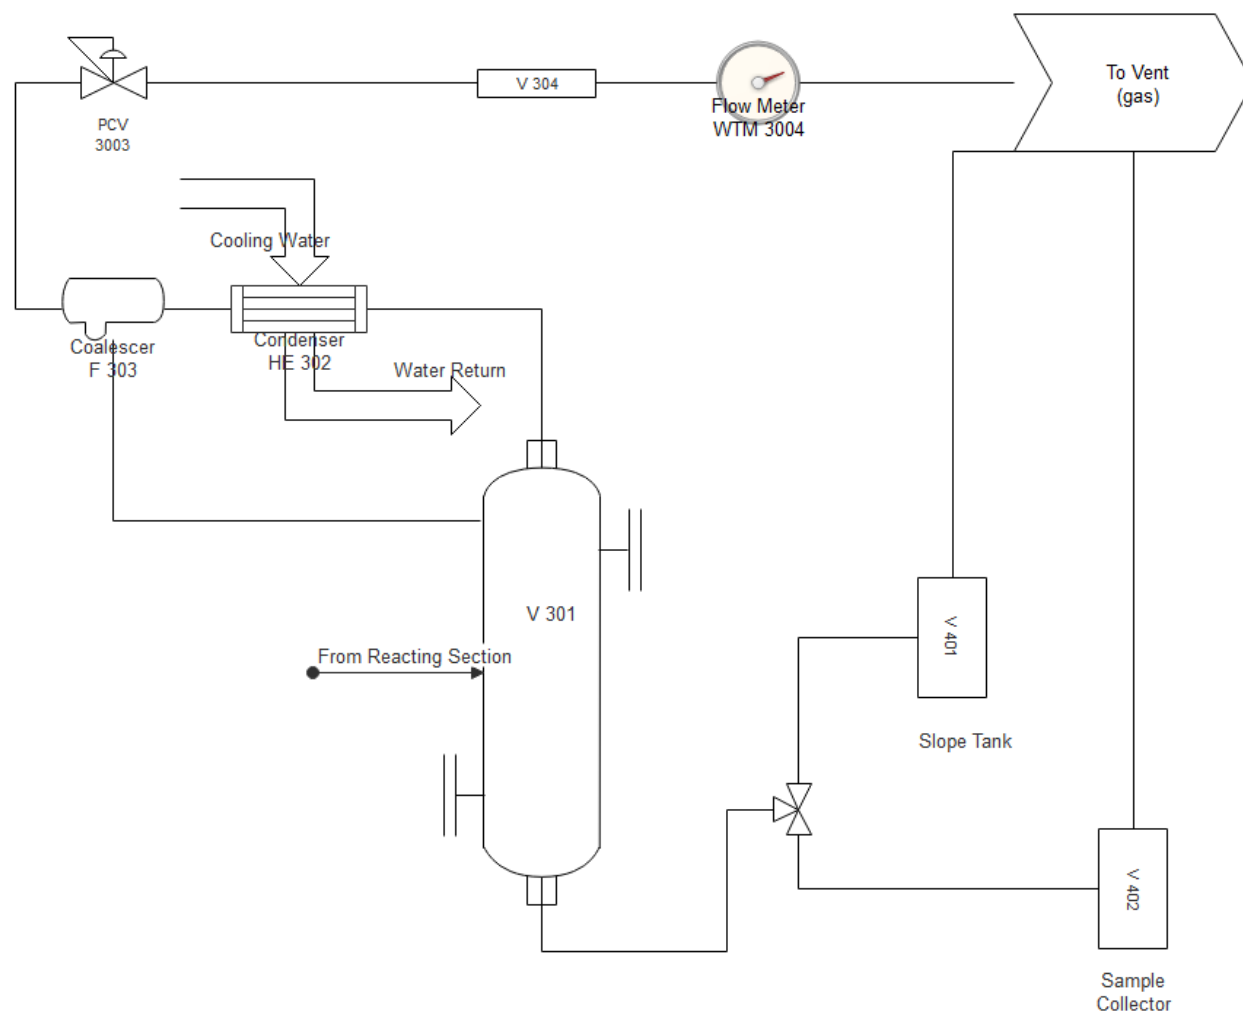 To Vent
(gas)
V 304
Flow Meter
WTM 3004
PCV
3003
Cooling Water
Condenser
HE 302
Coalescer
F 303
Water Return
V 301
From Reacting Section
V 401
Slope Tank
V 402
Sample
Collector